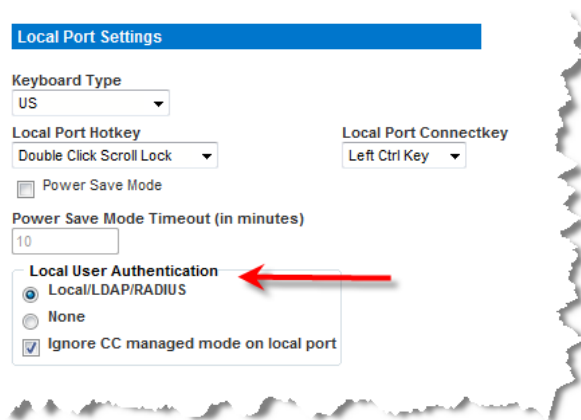 Local Port Settings
Keyboard Type
US
Local Port Hotkey
Local Port Connectkey
Double Click Scroll Lock
Left Ctrl Key
Power Save Mode
Power Save Mode Timeout (in minutes)
10
Local User Authentication
Local/LDAP/RADIUS
None
Ignore CC managed mode on local port